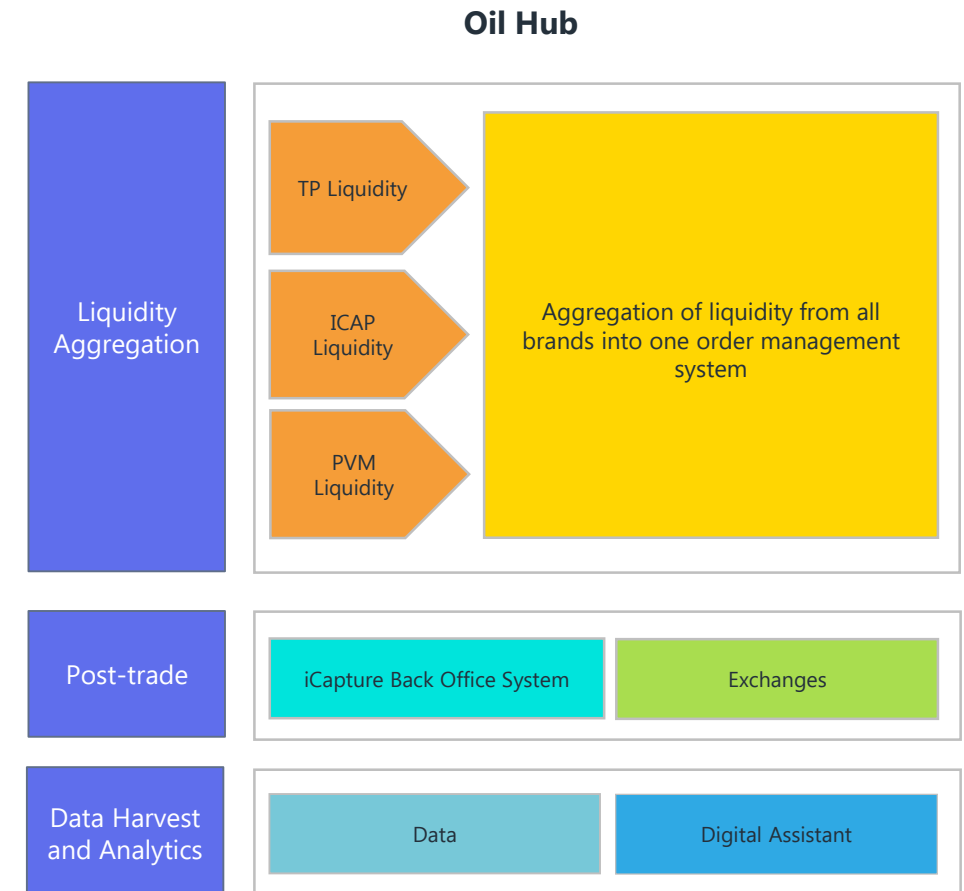 Oil Hub
Liquidity
Aggregation
TP Liquidity
ICAP
Liquidity
PVM
Liquidity
Aggregation of liquidity from all
brands into one order management
system
Post-trade
iCapture Back Office System
Exchanges
Data Harvest
and Analytics
Data
Digital Assistant